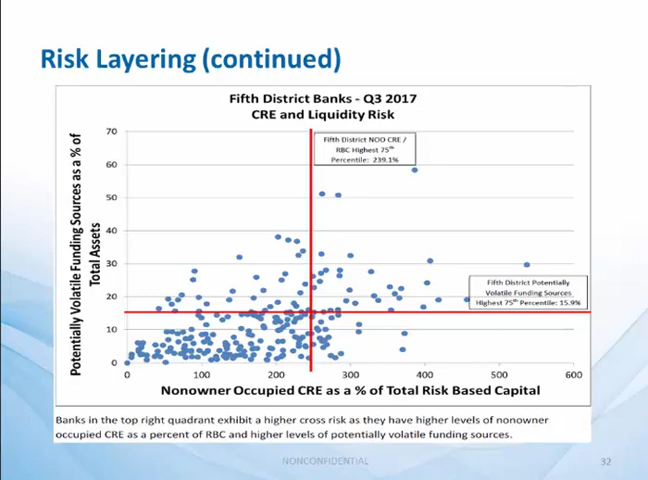 Risk Layering (continued)
Fifth District Banks - Q3 2017
CRE and Liquidity Risk
Potentially Volatile Funding Sources as a % of
Total Assets
70
60
50
40
30
20
10
0
Fifth District NOO CRE /
RBC Highest 75th
Percentile: 239.1%
Fifth District Potentially
Volatile Funding Sources
Highest 75th Percentile: 15.9%
0 100 200 300 400 500 600
Nonowner Occupied CRE as a % of Total Risk Based Capital
Banks in the top right quadrant exhibit a higher cross risk as they have higher levels of nonowner
occupied CRE as a percent of RBC and higher levels of potentially volatile funding sources.
NONCONFIDENTIAL
32